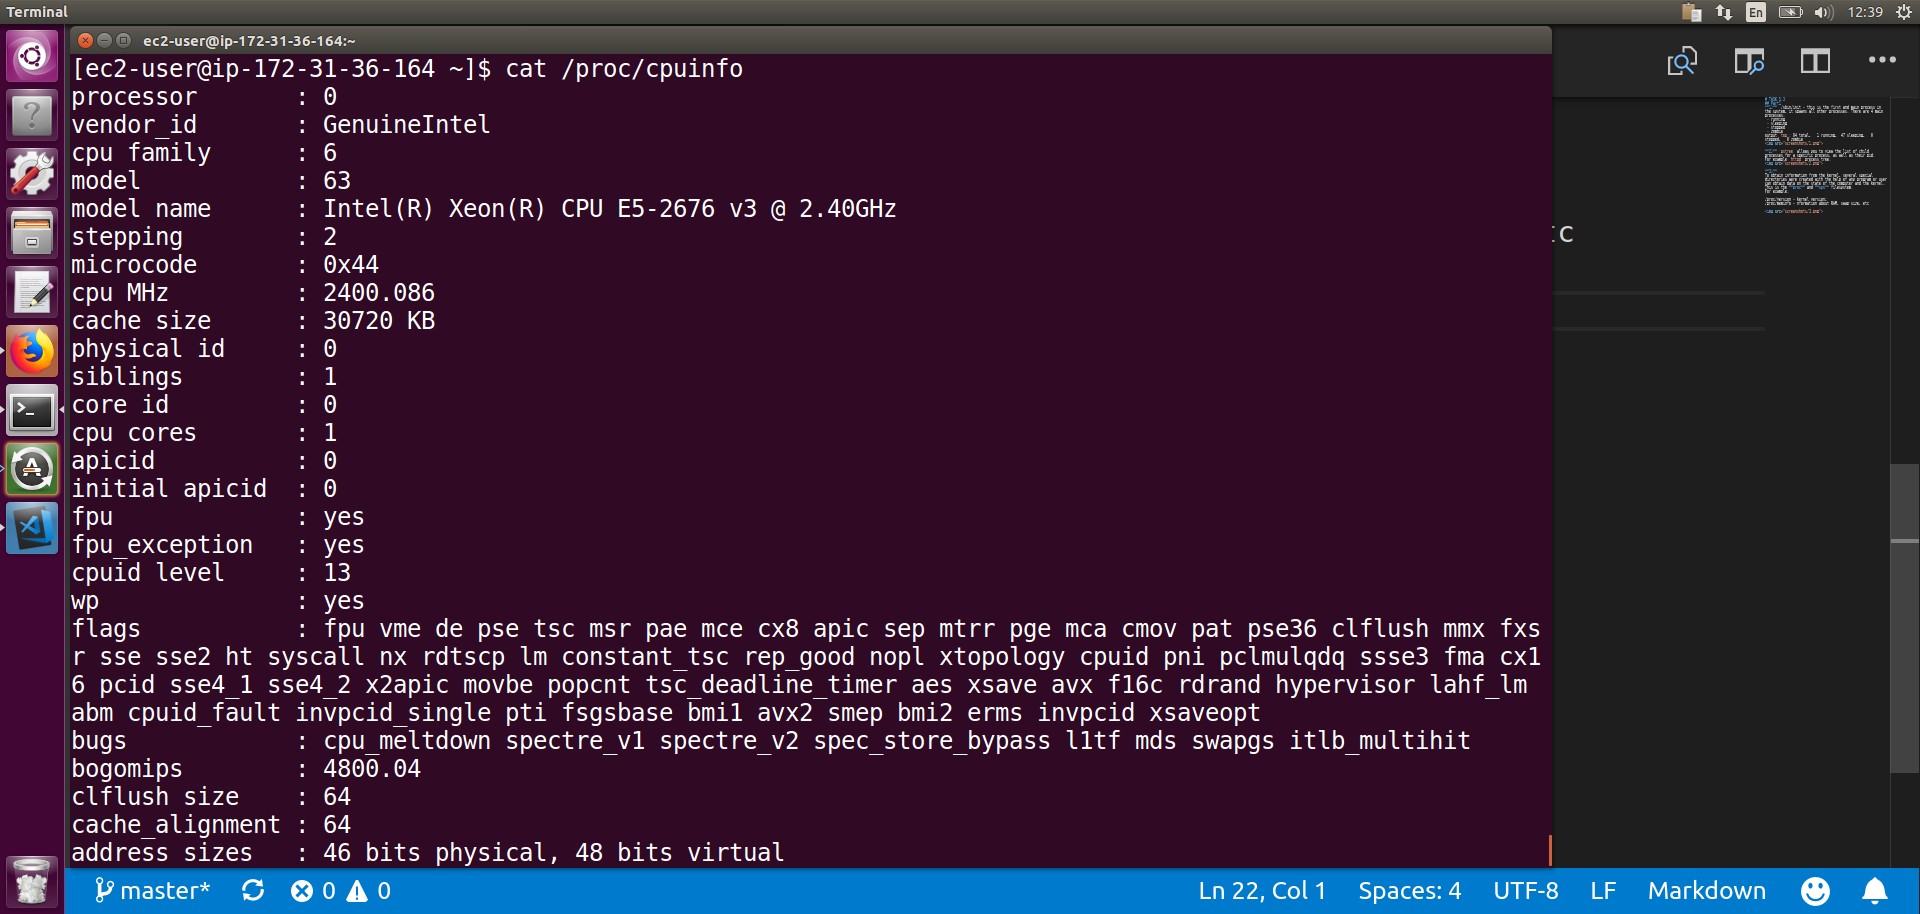 Terminal
En
12:39
ec2-user@ip-172-31-36-164:~
[ec2-user@ip-172-31-36-164 ~]$ cat /proc/cpuinfo
processor : 0
vendor_id : GenuineIntel
cpu family : 6
model : 63
model name : Intel(R) Xeon(R) CPU E5-2676 v3 @ 2.40GHz
stepping : 2
microcode : 0x44
cpu MHz : 2400.086
cache size : 30720 KB
physical id : 0
siblings : 1
core id : 0
cpu cores : 1
apicid : 0
initial apicid : 0
fpu : yes
fpu_exception : yes
cpuid level : 13
wp : yes
flags : fpu vme de pse tsc msr pae mce cx8 apic sep mtrr pge mca cmov pat pse36 clflush mmx fxs
r sse sse2 ht syscall nx rdtscp lm constant_tsc rep_good nopl xtopology cpuid pni pclmulqdq ssse3 fma cx1
6 pcid sse4_1 sse4_2 x2apic movbe popcnt tsc_deadline_timer aes xsave avx f16c rdrand hypervisor lahf_lm
abm cpuid_fault invpcid_single pti fsgsbase bmi1 avx2 smep bmi2 erms invpcid xsaveopt
bugs : cpu_meltdown spectre_v1 spectre_v2 spec_store_bypass l1tf mds swapgs itlb_multihit
bogomips : 4800.04
clflush size : 64
cache_alignment : 64
address sizes : 46 bits physical, 48 bits virtual
master* 0 0 Ln 22, Col 1 Spaces: 4 UTF-8 LF Markdown